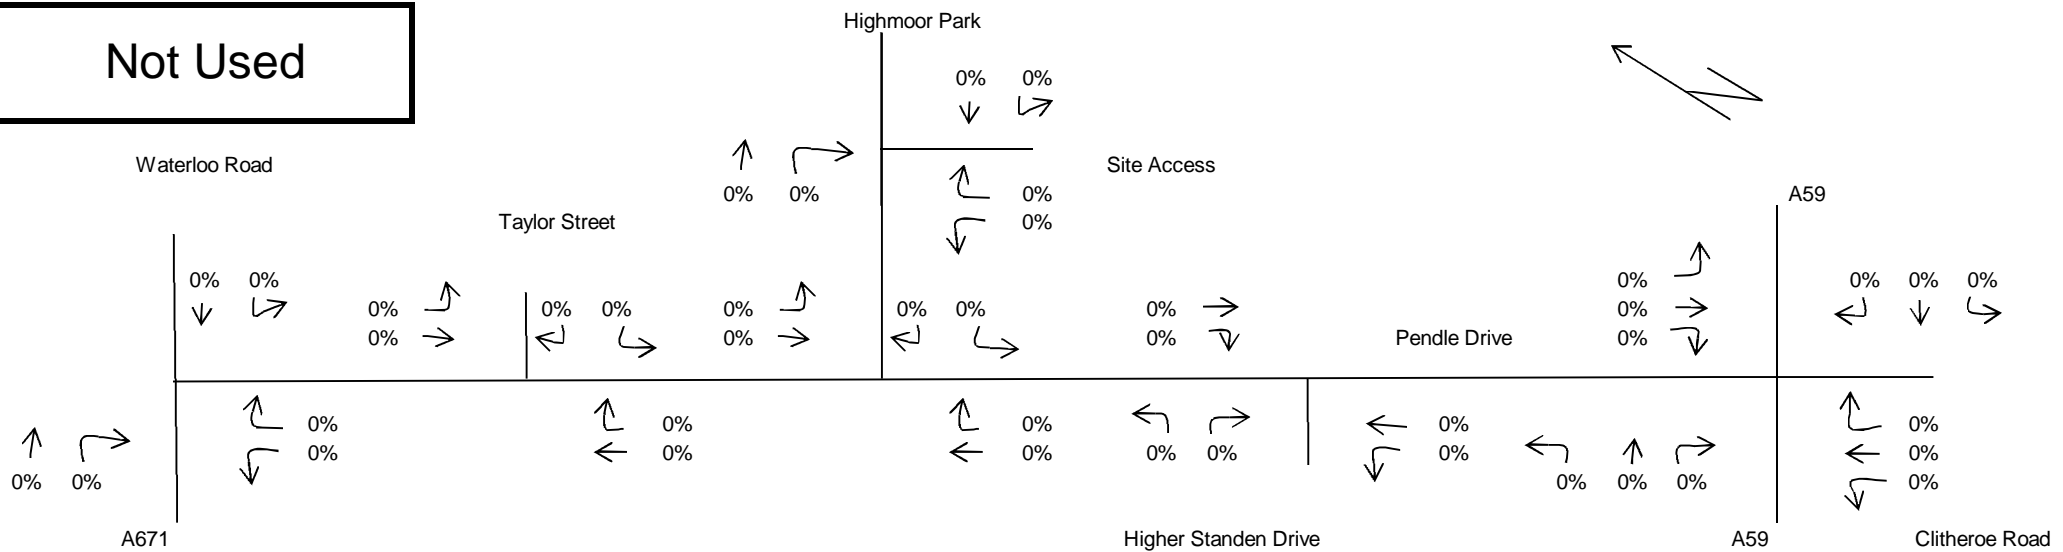 Highmoor Park
Not Used
0% 0%
Waterloo Road
Site Access
0% 0%
0%
A59
Taylor Street
0%
0% 0%
0%
0% 0% 0%
0%
0% 0%
0%
0% 0%
0%
0%
0%
0%
0%
Pendle Drive
0%
0%
0%
0%
0%
0%
0%
0%
0%
0% 0%
0%
0%
0%
0% 0%
0% 0% 0%
0%
A671
Higher Standen Drive
A59
Clitheroe Road